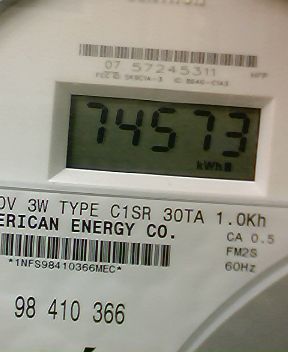 CENTRON
07 57245311
74573
kWh
0V 3W TYPE C1SR 30TA 1.0Kh
ERICAN ENERGY CO.
CA 0.5
FM2S
60Hz
*1NFS98410366MEC*
98 410 366